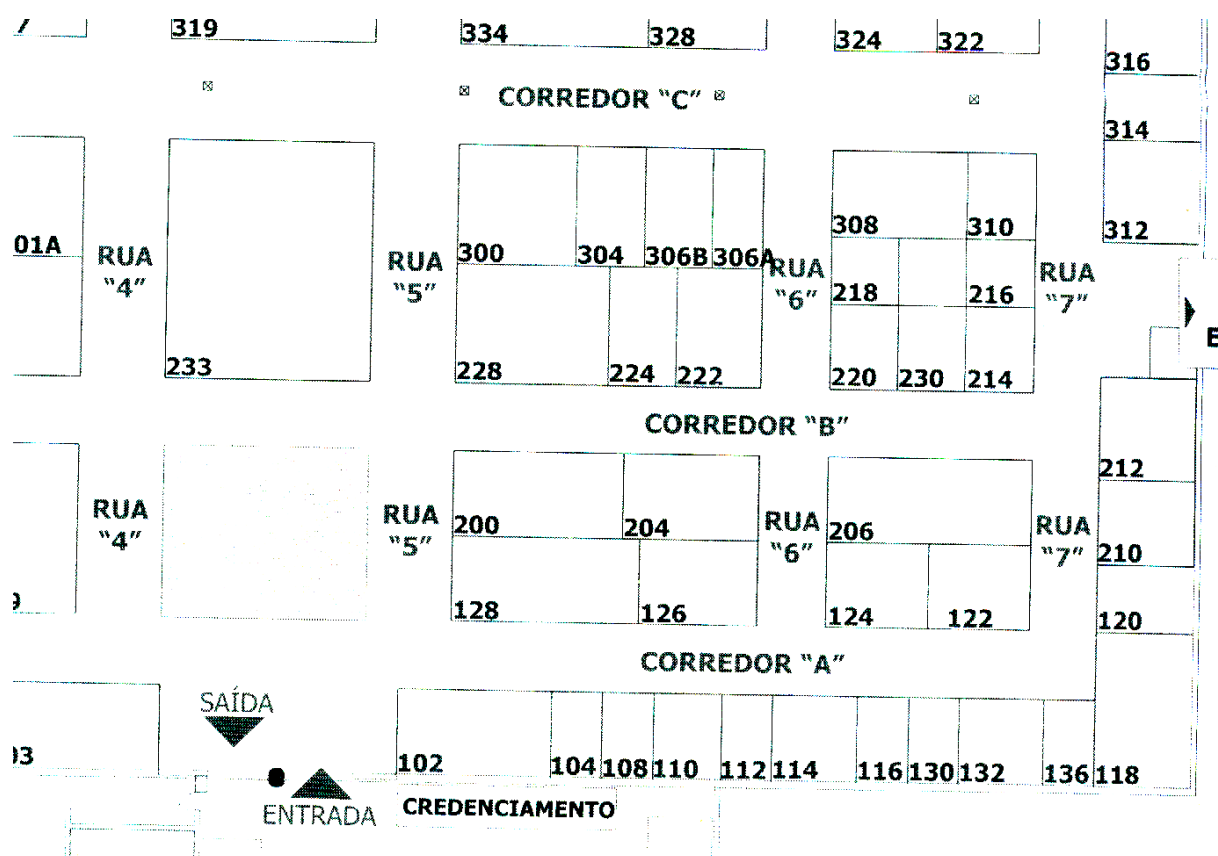 319
334
328
324
322
316
CORREDOR "C"
314
01A
RUA
"4"
RUA
"5"
300
304
306B
306A
RUA
"6"
308
310
312
RUA
"7"
218
216
233
228
224
222
220
230
214
CORREDOR "B"
212
RUA
"4"
RUA
"5"
200
204
RUA
"6"
206
RUA
"7"
210
128
126
124
122
120
CORREDOR "A"
SAÍDA
102
104
108
110
112
114
116
130
132
136
118
ENTRADA
CREDENCIAMENTO